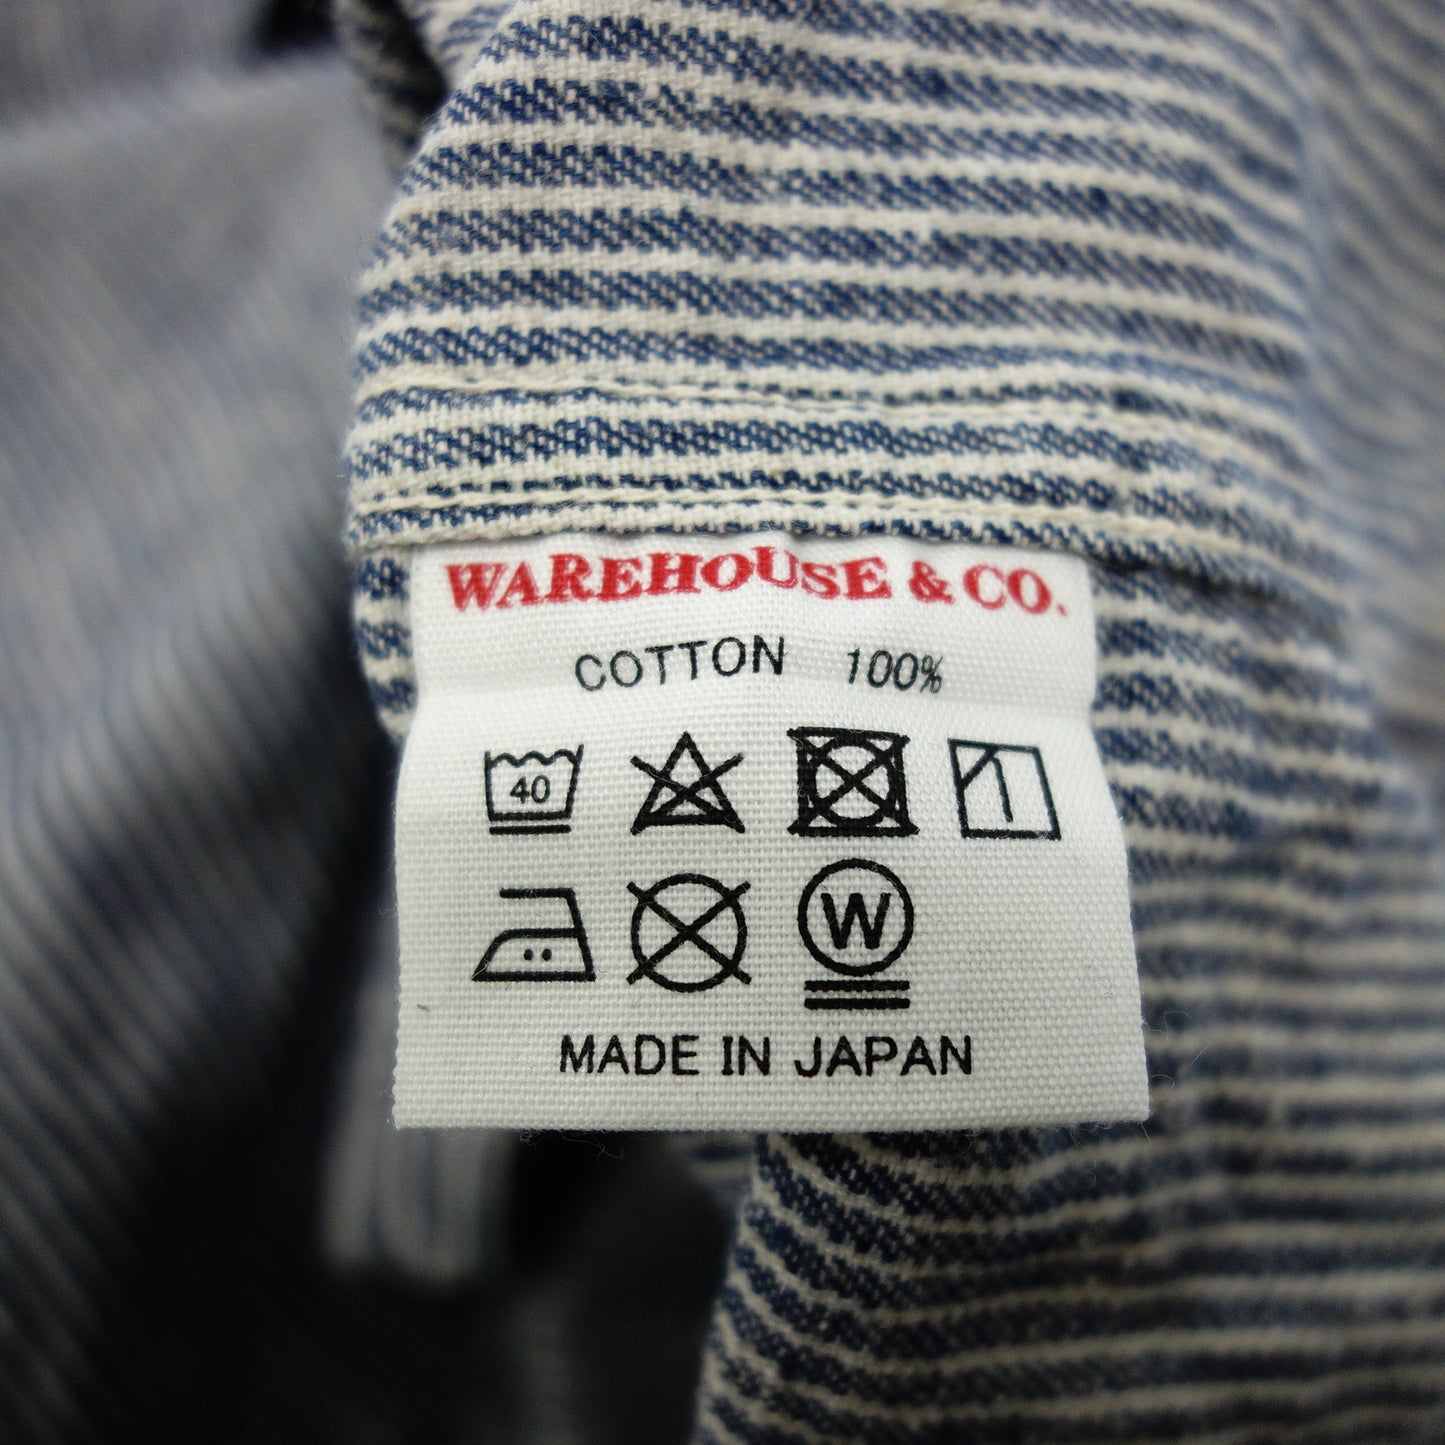 WAREHOUSE & CO.
COTTON 100%
40
W
MADE IN JAPAN